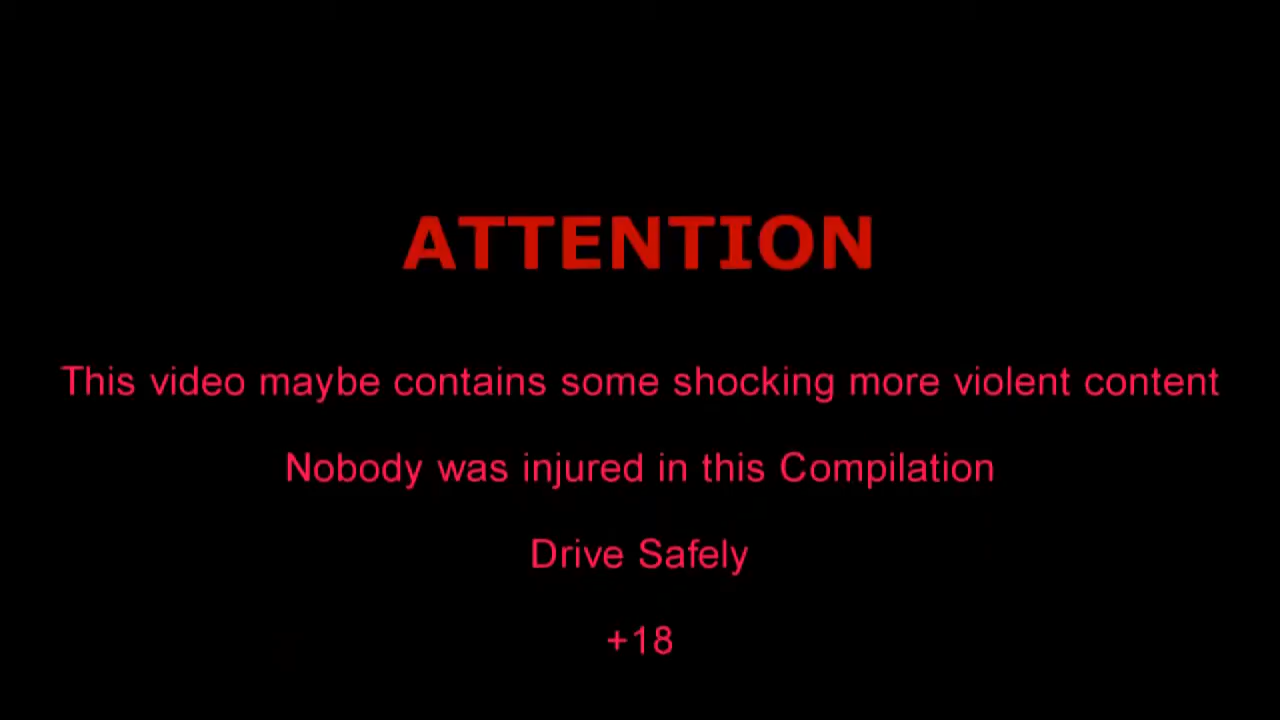 ATTENTION
This video maybe contains some shocking more violent content
Nobody was injured in this Compilation
Drive Safely
+18